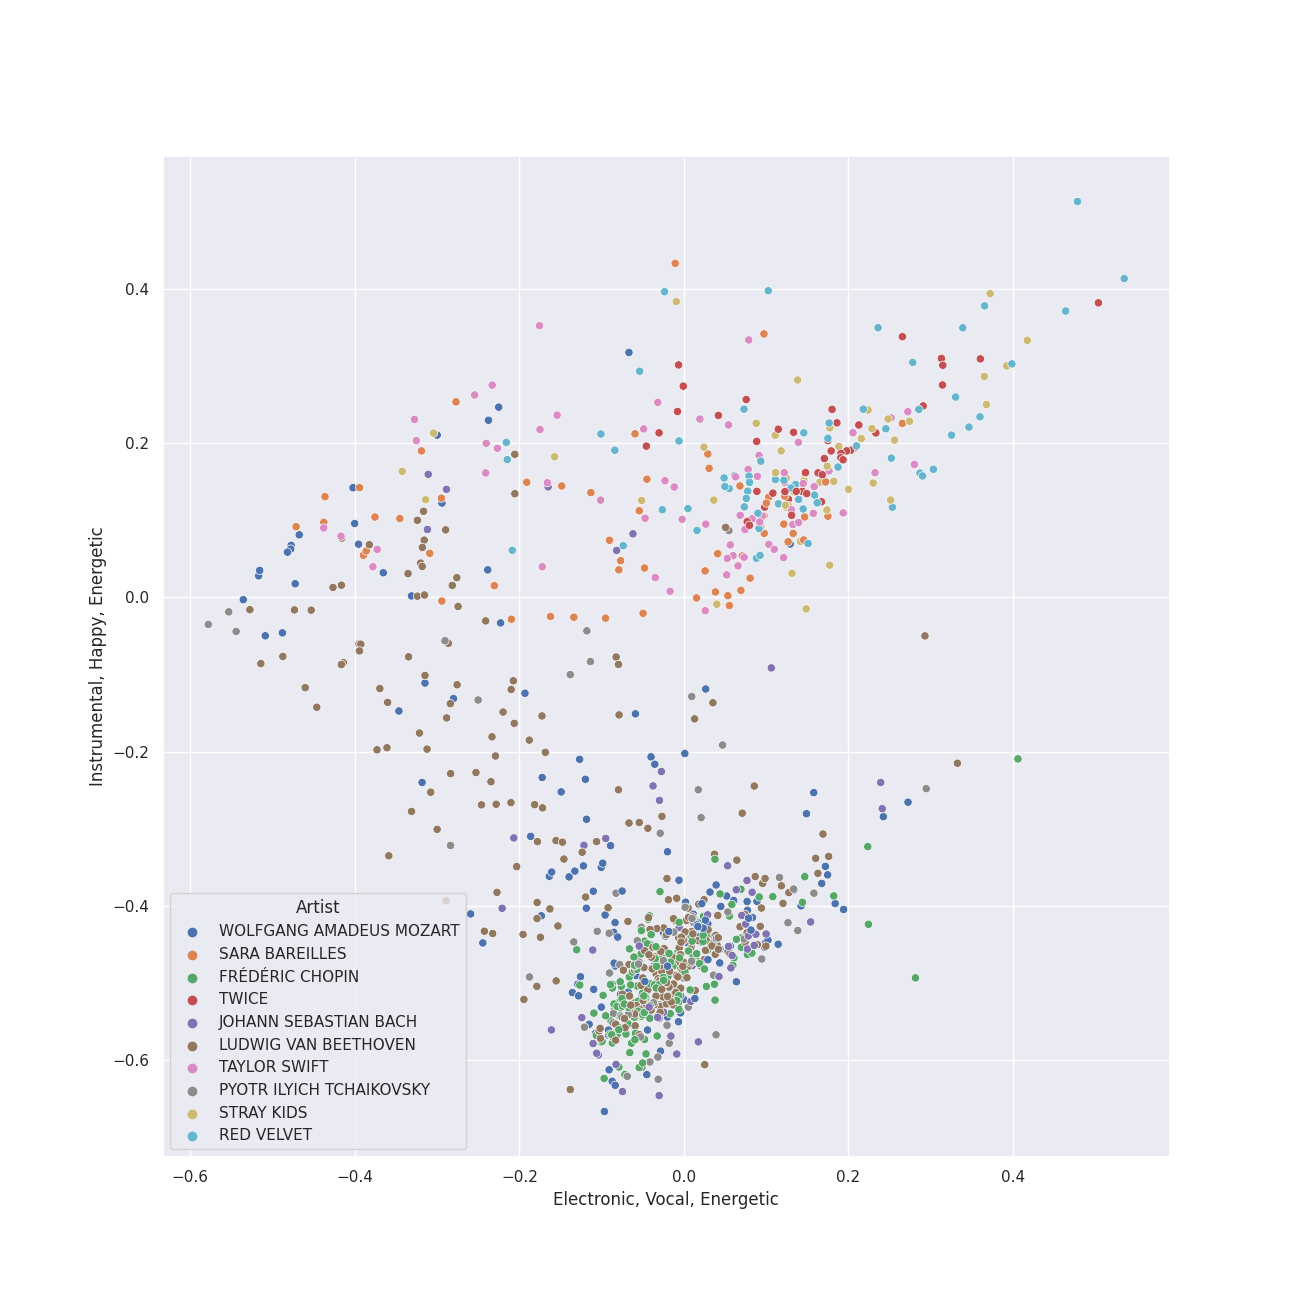 0.4
0.2
0.0
−0.2
−0.4
−0.6
Instrumental, Happy, Energetic
Artist
WOLFGANG AMADEUS MOZART
SARA BAREILLES
FRÉDÉRIC CHOPIN
TWICE
JOHANN SEBASTIAN BACH
LUDWIG VAN BEETHOVEN
TAYLOR SWIFT
PYOTR ILYICH TCHAIKOVSKY
STRAY KIDS
RED VELVET
−0.6 −0.4 −0.2 0.0 0.2 0.4
Electronic, Vocal, Energetic